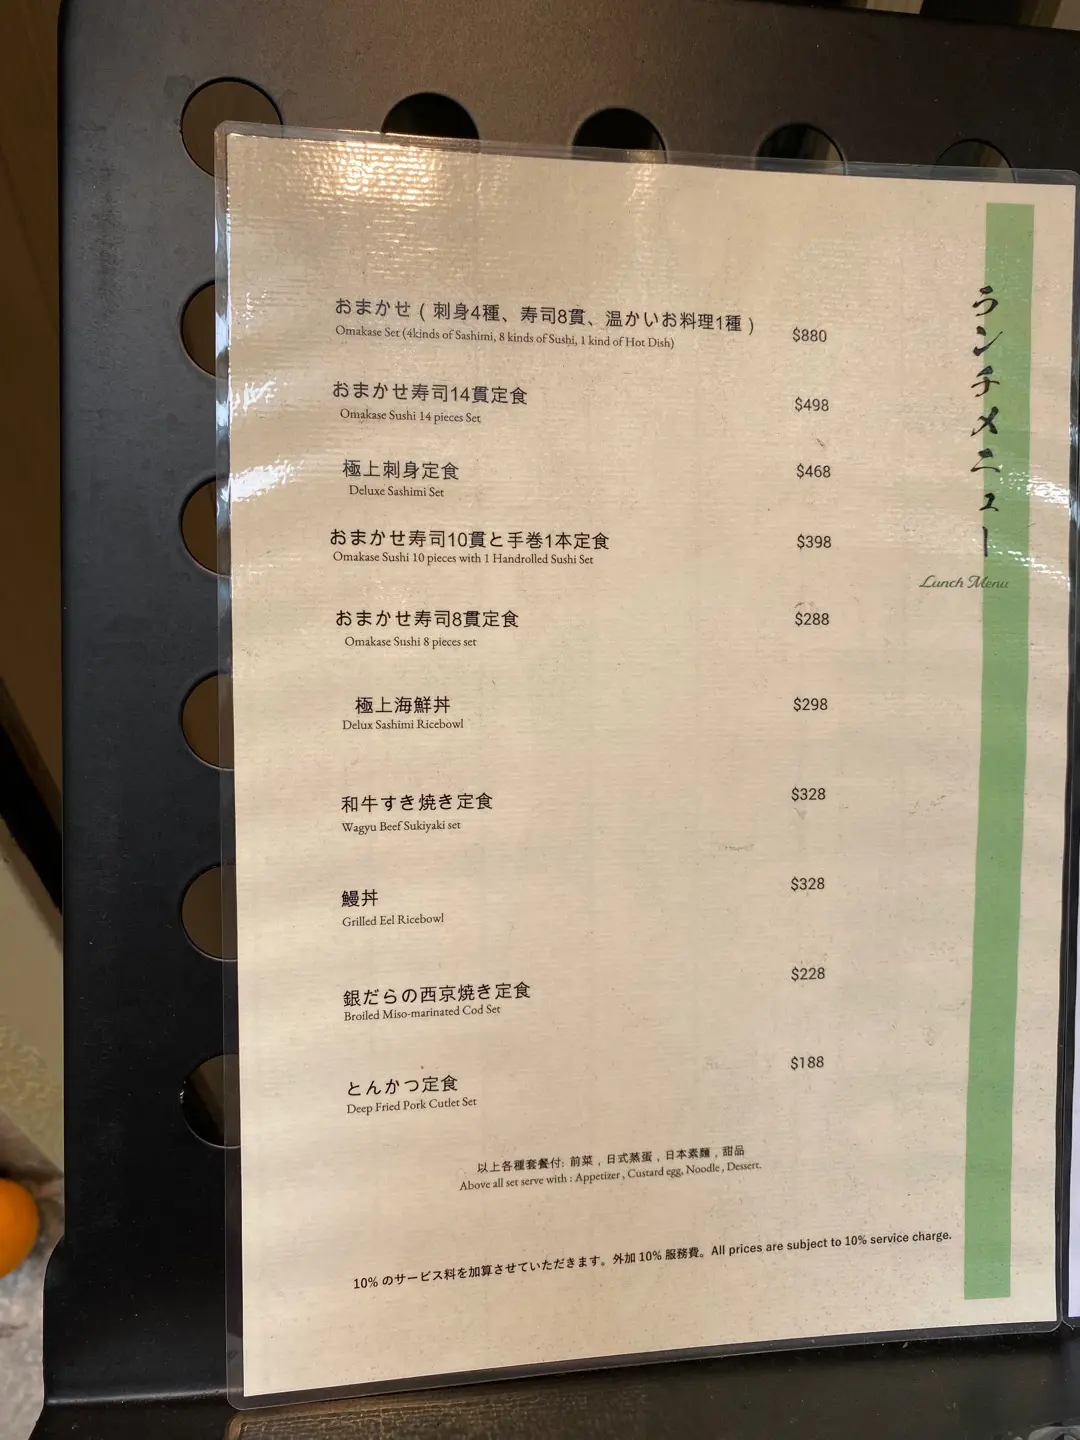 おまかせ（刺身4種、寿司8貫、温かいお料理1種）
Omakase Set (4kinds of Sashimi, 8 kinds of Sushi, 1 kind of Hot Dish)
$880
おまかせ寿司14貫定食
Omakase Sushi 14 pieces Set
$498
極上刺身定食
Deluxe Sashimi Set
$468
おまかせ寿司10貫と手巻1本定食
Omakase Sushi 10 pieces with 1 Handrolled Sushi Set
$398
おまかせ寿司8貫定食
Omakase Sushi 8 pieces set
$288
極上海鮮丼
Delux Sashimi Ricebowl
$298
和牛すき焼き定食
Wagyu Beef Sukiyaki set
$328
鰻丼
Grilled Eel Ricebowl
$328
銀だらの西京焼き定食
Broiled Miso-marinated Cod Set
$228
とんかつ定食
Deep Fried Pork Cutlet Set
$188
以上各種套餐付: 前菜 , 日式蒸蛋 , 日本素麵 , 甜品
Above all set serve with : Appetizer , Custard egg, Noodle , Dessert.
10% のサービス料を加算させていただきます。外加 10% 服務費。All prices are subject to 10% service charge.
ランチメニュー
Lunch Menu